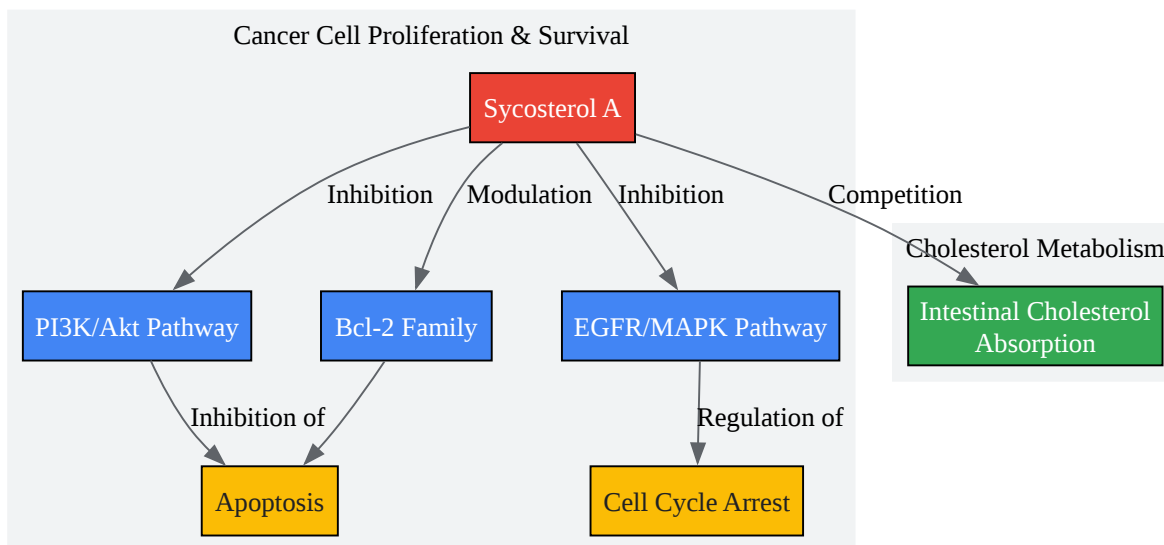 Cancer Cell Proliferation & Survival
Sycosterol A
Inhibition
Modulation
Inhibition
Competition
Cholesterol Metabolism
PI3K/Akt Pathway
Bcl-2 Family
EGFR/MAPK Pathway
Intestinal Cholesterol
Absorption
Inhibition of
Regulation of
Apoptosis
Cell Cycle Arrest